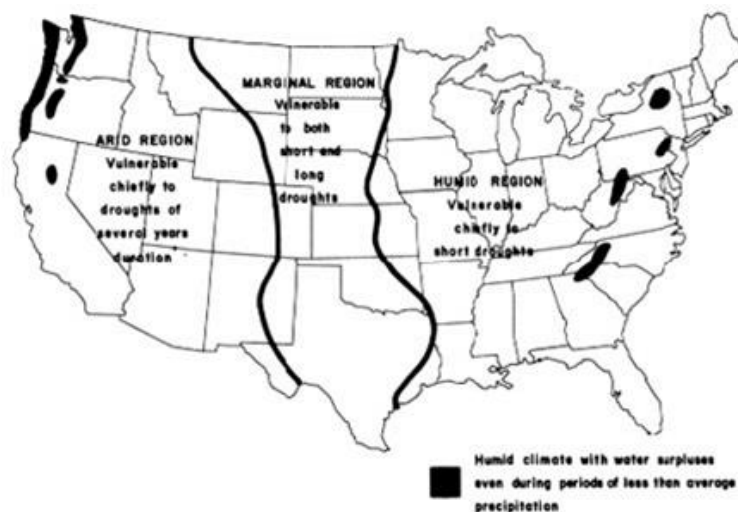 MARGINAL REGION
Vulnerable
to both
short end
long
droughts
ARID REGION
Vulnerable
chiefly to
droughts of
several years
duration
HUMID REGION
Vulnerable
chiefly to
short droughts
Humid climate with water surpluses
even during periods of less than average
precipitation